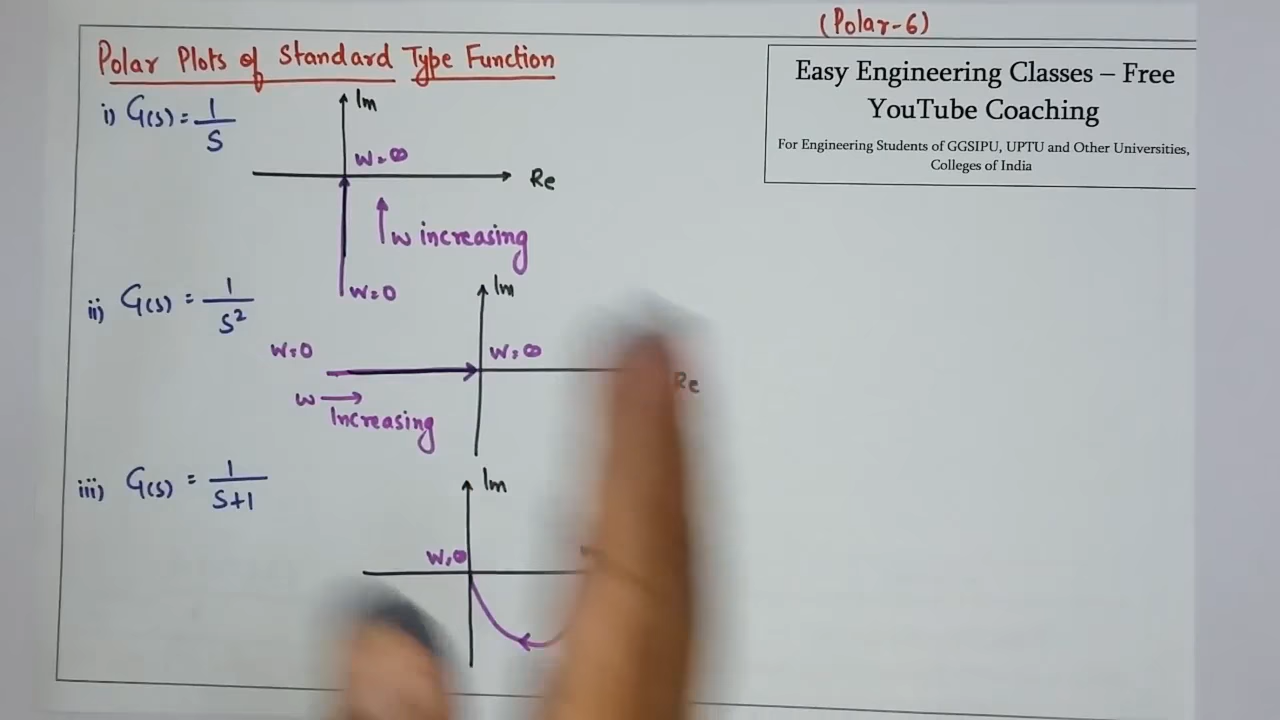 (Polar-6)
Polar Plots of Standard Type Function
Easy Engineering Classes – Free
YouTube Coaching
For Engineering Students of GGSIPU, UPTU and Other Universities,
Colleges of India
i) G(s) = 1/S
Im
W=∞
Re
W increasing
W=0
ii) G(s) = 1/S²
Im
W=0
W=∞
Re
W →
Increasing
iii) G(s) = 1/S+1
Im
W=∞